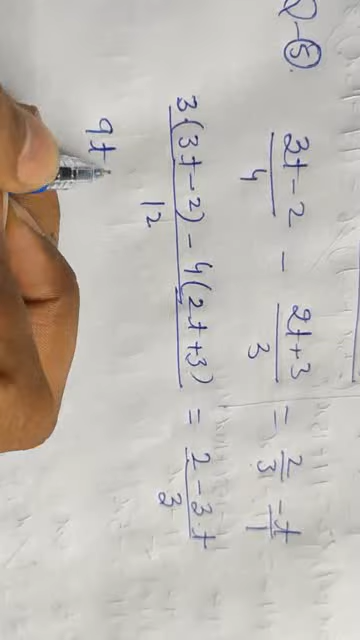 Q-⑤.
3t-2/4 - 2t+3/3 = 2/3 - t/1
3(3t-2) - 4(2t+3)/12 = 2-3t/3
9t